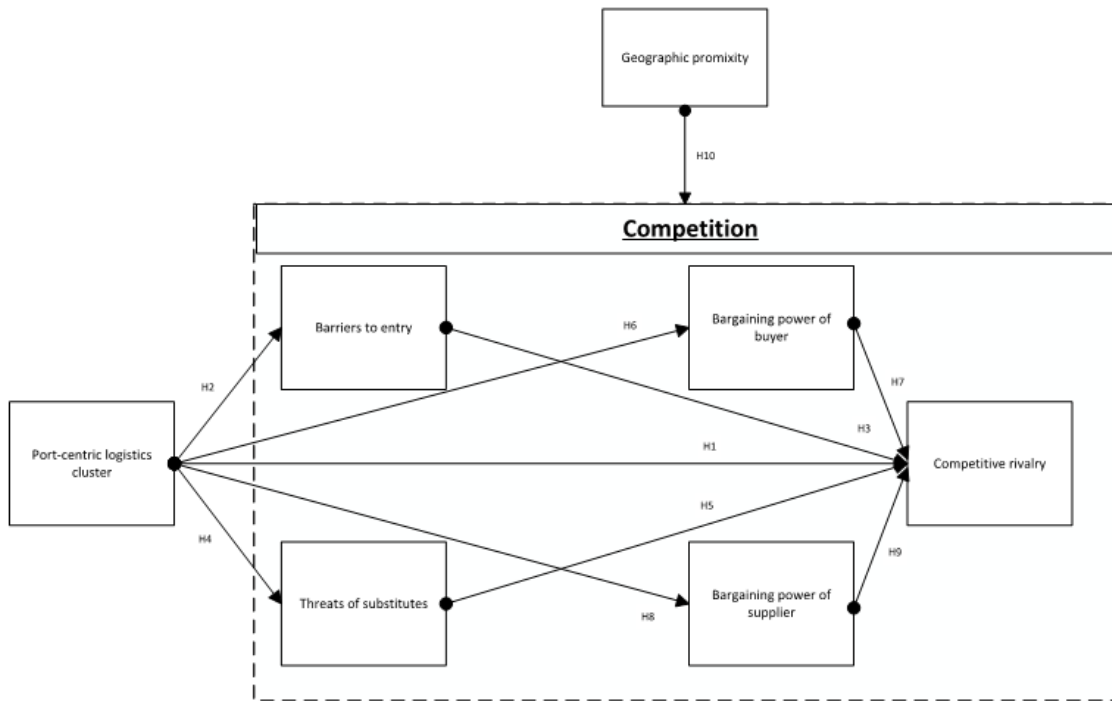 Geographic promixity
H10
Competition
Barriers to entry
H6
Bargaining power of
buyer
H2
H7
Port-centric logistics
cluster
H1
H3
Competitive rivalry
H4
H5
H9
Threats of substitutes
H8
Bargaining power of
supplier